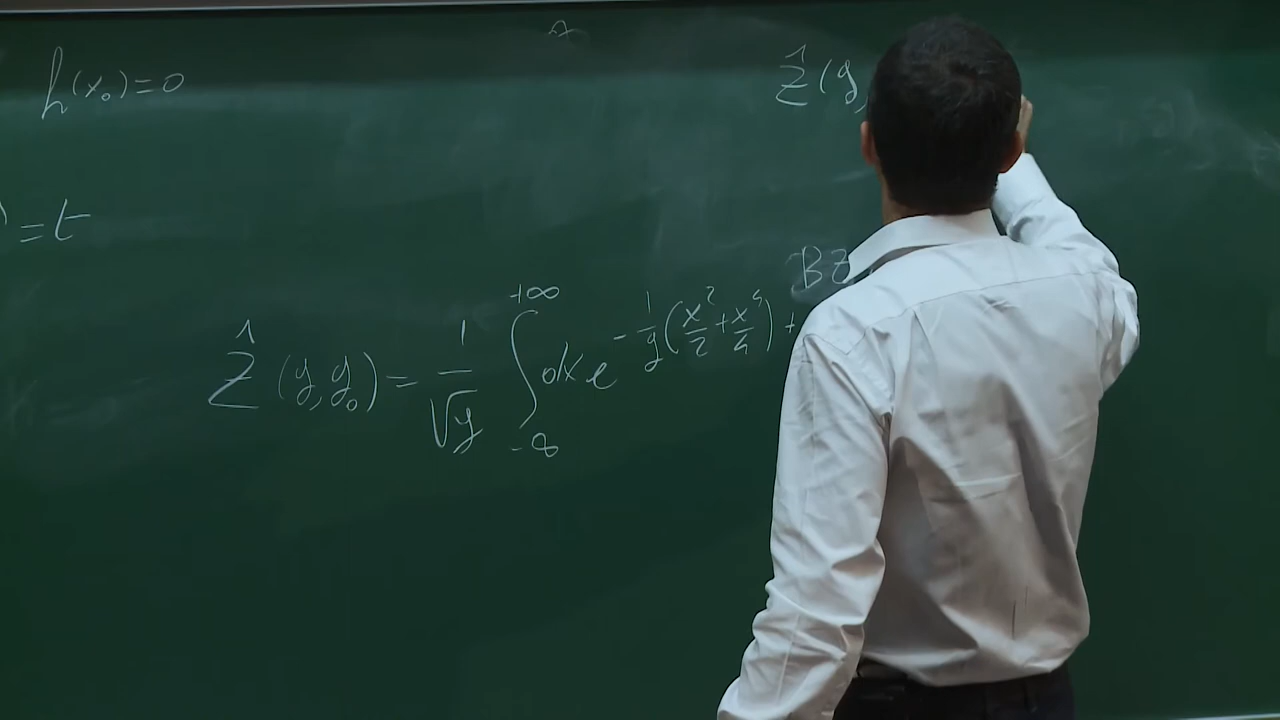 h(x₀)=0
Ẑ(g,
=t
BZ
Ẑ(g,g₀) = 1/√g ∫_{-∞}^{+∞} dx e^{-1/g(x²/2+x⁴/4)+